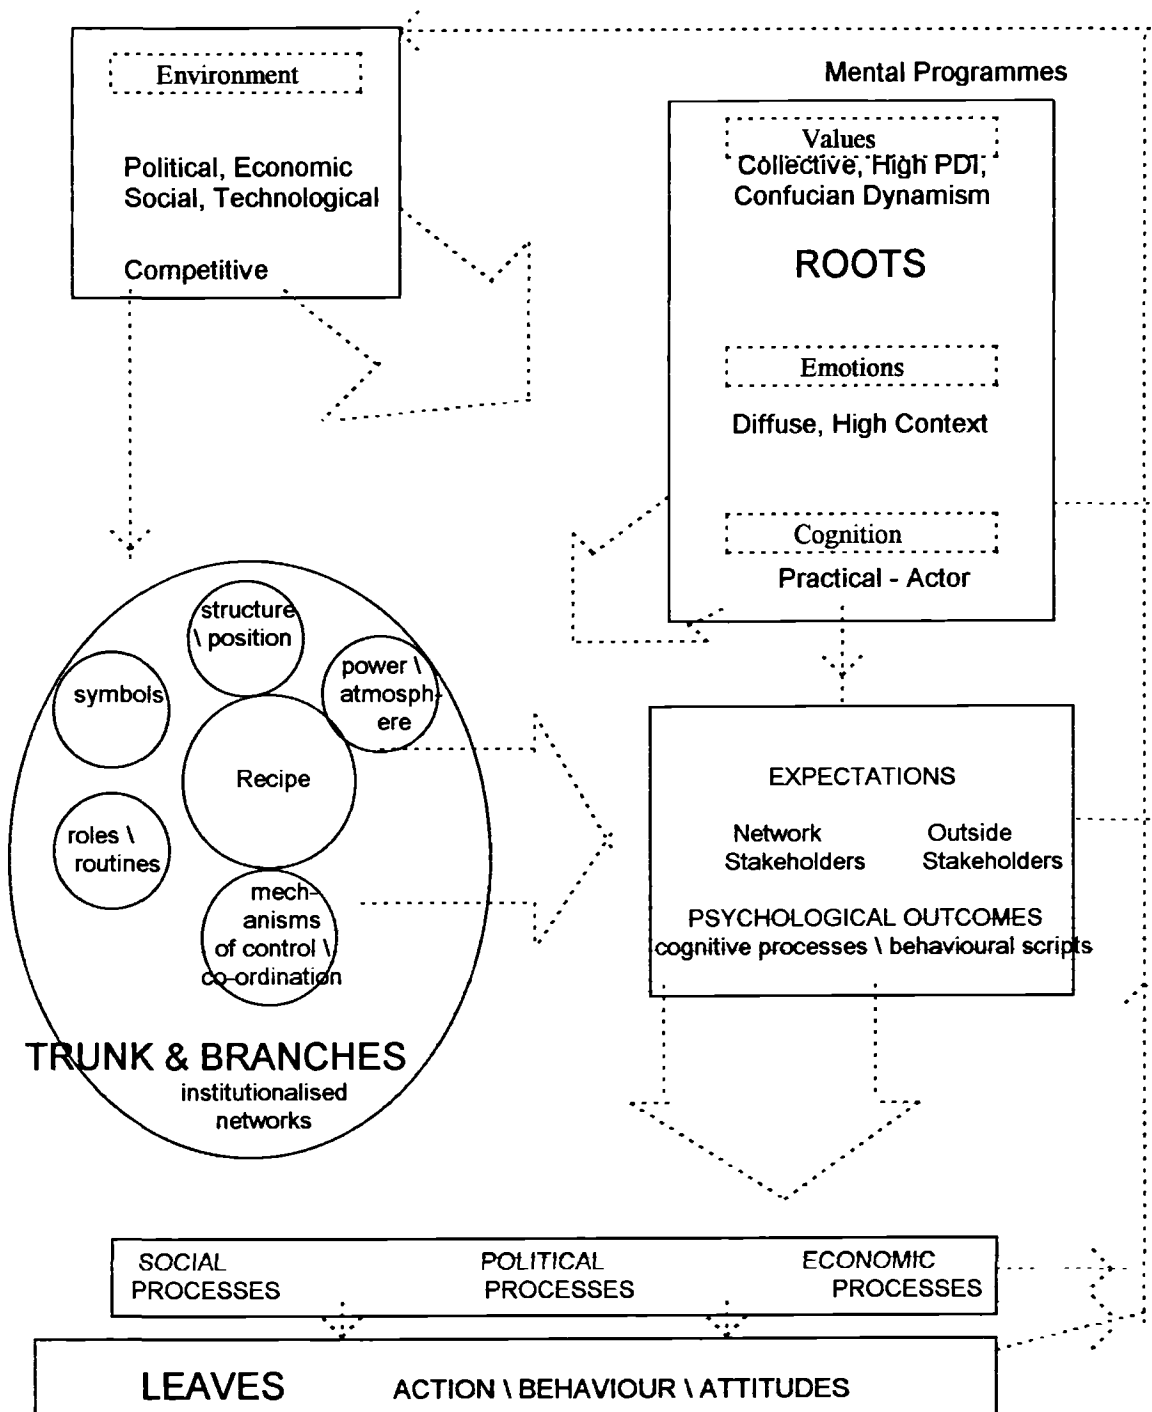 Environment
Political, Economic
Social, Technological
Competitive
Mental Programmes
Values
Collective, High PDI,
Confucian Dynamism
ROOTS
Emotions
Diffuse, High Context
Cognition
Practical - Actor
structure
\ position
power \
atmosph-
ere
symbols
Recipe
roles \
routines
mech-
anisms
of control \
co-ordination
TRUNK & BRANCHES
institutionalised
networks
EXPECTATIONS
Network
Stakeholders
Outside
Stakeholders
PSYCHOLOGICAL OUTCOMES
cognitive processes \ behavioural scripts
SOCIAL
PROCESSES
POLITICAL
PROCESSES
ECONOMIC
PROCESSES
LEAVES
ACTION \ BEHAVIOUR \ ATTITUDES